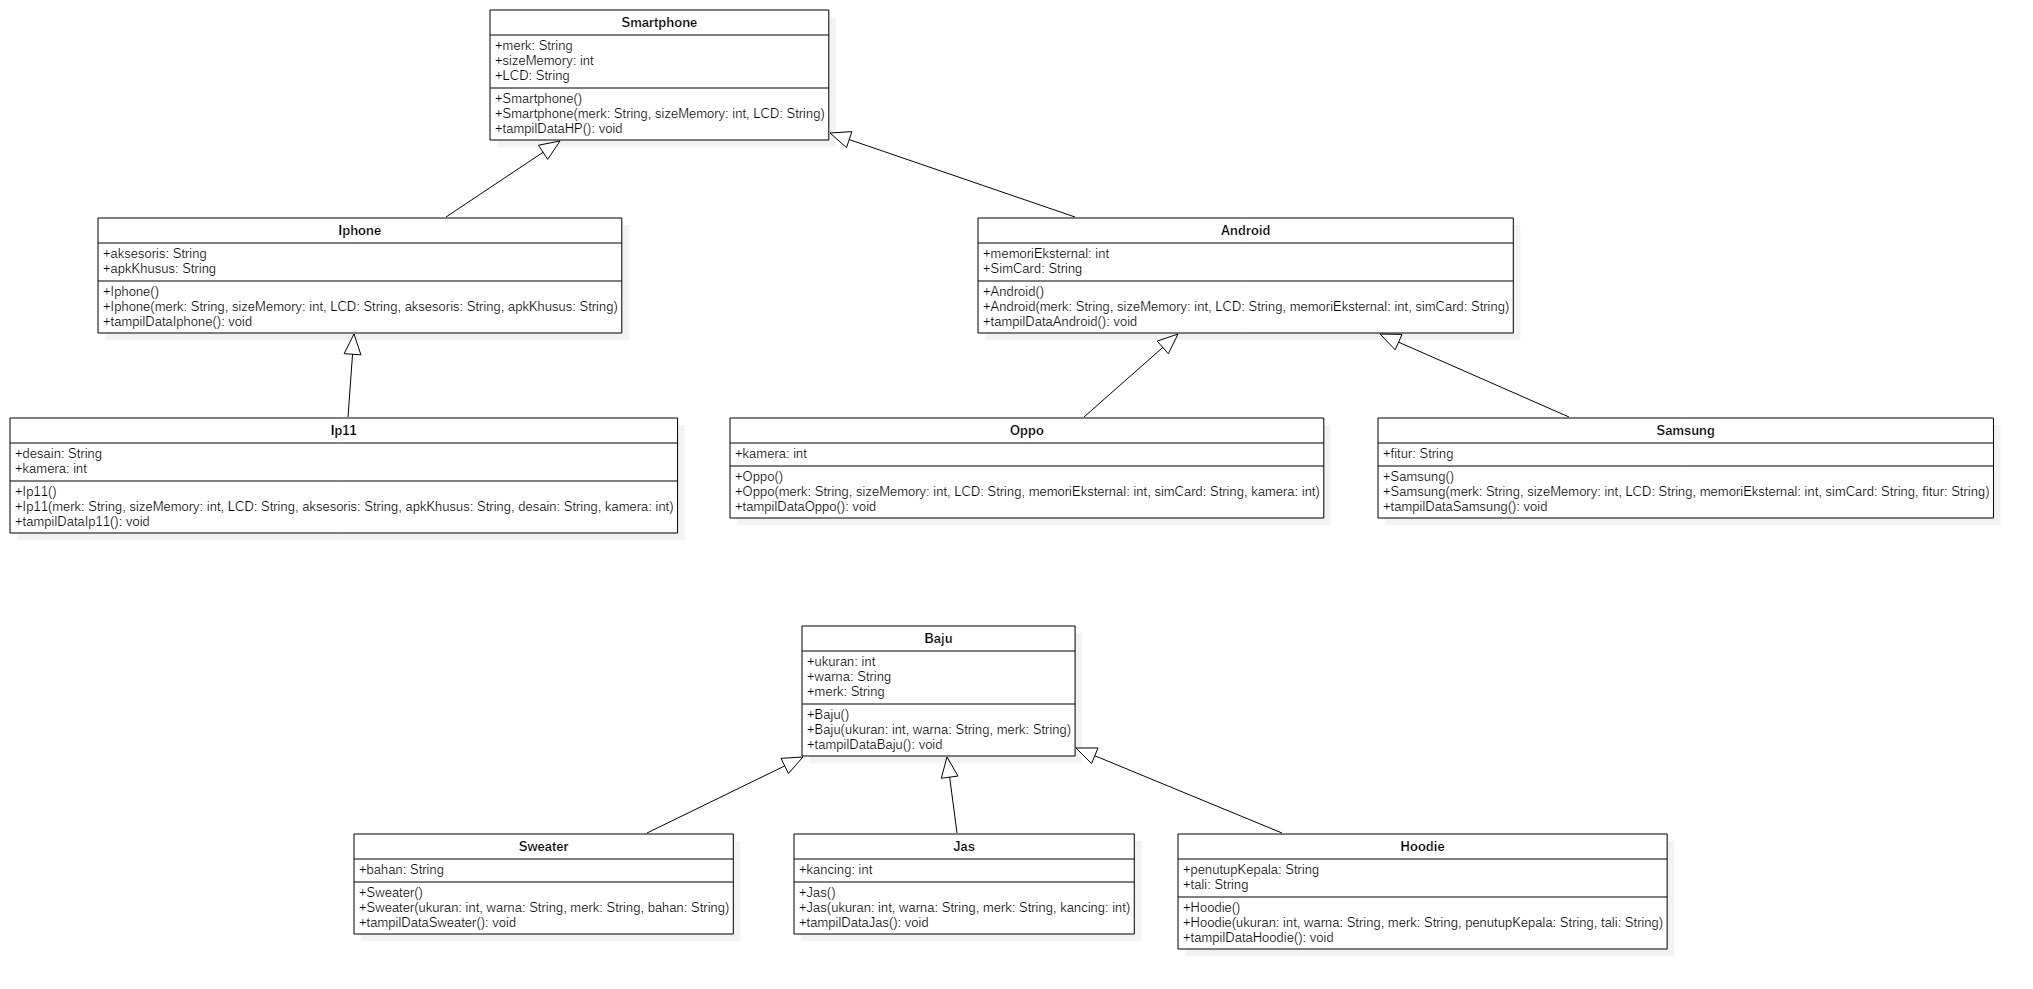 Smartphone
+merk: String
+sizeMemory: int
+LCD: String
+Smartphone()
+Smartphone(merk: String, sizeMemory: int, LCD: String)
+tampilDataHP(): void
Iphone
+aksesoris: String
+apkKhusus: String
+Iphone()
+Iphone(merk: String, sizeMemory: int, LCD: String, aksesoris: String, apkKhusus: String)
+tampilDataIphone(): void
Android
+memoriEksternal: int
+SimCard: String
+Android()
+Android(merk: String, sizeMemory: int, LCD: String, memoriEksternal: int, simCard: String)
+tampilDataAndroid(): void
Ip11
+desain: String
+kamera: int
+Ip11()
+Ip11(merk: String, sizeMemory: int, LCD: String, aksesoris: String, apkKhusus: String, desain: String, kamera: int)
+tampilDataIp11(): void
Oppo
+kamera: int
+Oppo()
+Oppo(merk: String, sizeMemory: int, LCD: String, memoriEksternal: int, simCard: String, kamera: int)
+tampilDataOppo(): void
Samsung
+fitur: String
+Samsung()
+Samsung(merk: String, sizeMemory: int, LCD: String, memoriEksternal: int, simCard: String, fitur: String)
+tampilDataSamsung(): void
Baju
+ukuran: int
+warna: String
+merk: String
+Baju()
+Baju(ukuran: int, warna: String, merk: String)
+tampilDataBaju(): void
Sweater
+bahan: String
+Sweater()
+Sweater(ukuran: int, warna: String, merk: String, bahan: String)
+tampilDataSweater(): void
Jas
+kancing: int
+Jas()
+Jas(ukuran: int, warna: String, merk: String, kancing: int)
+tampilDataJas(): void
Hoodie
+penutupKepala: String
+tali: String
+Hoodie()
+Hoodie(ukuran: int, warna: String, merk: String, penutupKepala: String, tali: String)
+tampilDataHoodie(): void